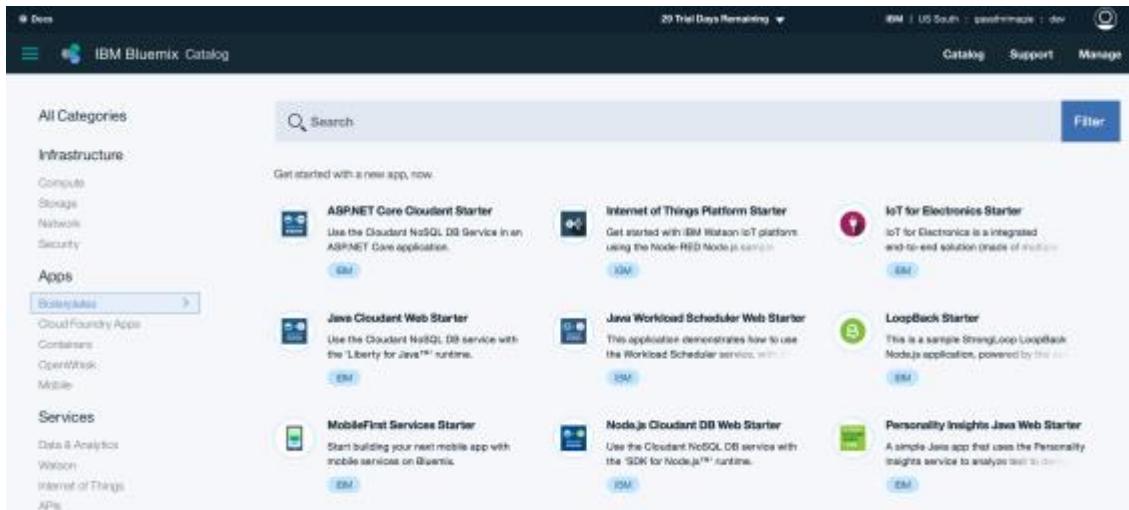 Docs
29 Trial Days Remaining
IBM | US South : : dev
IBM Bluemix Catalog
Catalog Support Manage
All Categories
Search
Filter
Infrastructure
Compute
Storage
Network
Security
Apps
Boilerplates
Cloud Foundry Apps
Containers
OpenWhisk
Mobile
Services
Data & Analytics
Watson
Internet of Things
APIs
Get started with a new app, now.
ASP.NET Core Cloudant Starter
Use the Cloudant NoSQL DB Service in an
ASP.NET Core application.
IBM
Internet of Things Platform Starter
Get started with IBM Watson IoT platform
using the Node-RED Node.js sample
IBM
IoT for Electronics Starter
IoT for Electronics is a integrated
end-to-end solution (made of multiple
IBM
Java Cloudant Web Starter
Use the Cloudant NoSQL DB service with
the 'Liberty for Java™' runtime.
IBM
Java Workload Scheduler Web Starter
This application demonstrates how to use
the Workload Scheduler service, with
IBM
LoopBack Starter
This is a sample StrongLoop LoopBack
Node.js application, powered by the
IBM
MobileFirst Services Starter
Start building your next mobile app with
mobile services on Bluemix.
IBM
Node.js Cloudant DB Web Starter
Use the Cloudant NoSQL DB service with
the 'SDK for Node.js™' runtime.
IBM
Personality Insights Java Web Starter
A simple Java app that uses the Personality
Insights service to analyze text to
IBM